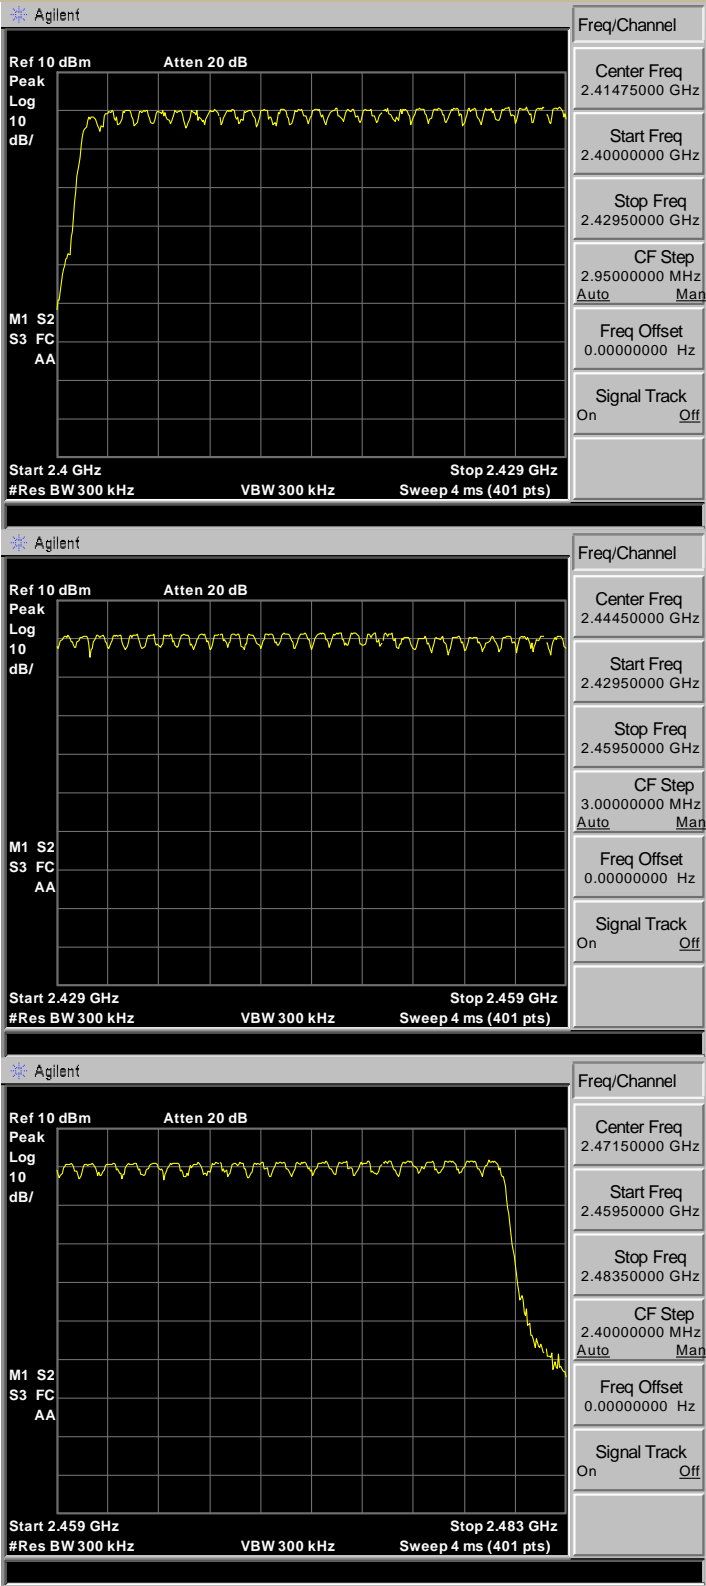 Agilent
Freq/Channel
Ref 10 dBm Atten 20 dB
Peak
Log
10
dB/
Center Freq
2.41475000 GHz
Start Freq
2.40000000 GHz
Stop Freq
2.42950000 GHz
CF Step
2.95000000 MHz
Auto Man
M1 S2
S3 FC
AA
Freq Offset
0.00000000 Hz
Signal Track
On Off
Start 2.4 GHz Stop 2.429 GHz
#Res BW 300 kHz VBW 300 kHz Sweep 4 ms (401 pts)
Agilent
Freq/Channel
Ref 10 dBm Atten 20 dB
Peak
Log
10
dB/
Center Freq
2.44450000 GHz
Start Freq
2.42950000 GHz
Stop Freq
2.45950000 GHz
CF Step
3.00000000 MHz
Auto Man
M1 S2
S3 FC
AA
Freq Offset
0.00000000 Hz
Signal Track
On Off
Start 2.429 GHz Stop 2.459 GHz
#Res BW 300 kHz VBW 300 kHz Sweep 4 ms (401 pts)
Agilent
Freq/Channel
Ref 10 dBm Atten 20 dB
Peak
Log
10
dB/
Center Freq
2.47150000 GHz
Start Freq
2.45950000 GHz
Stop Freq
2.48350000 GHz
CF Step
2.40000000 MHz
Auto Man
M1 S2
S3 FC
AA
Freq Offset
0.00000000 Hz
Signal Track
On Off
Start 2.459 GHz Stop 2.483 GHz
#Res BW 300 kHz VBW 300 kHz Sweep 4 ms (401 pts)